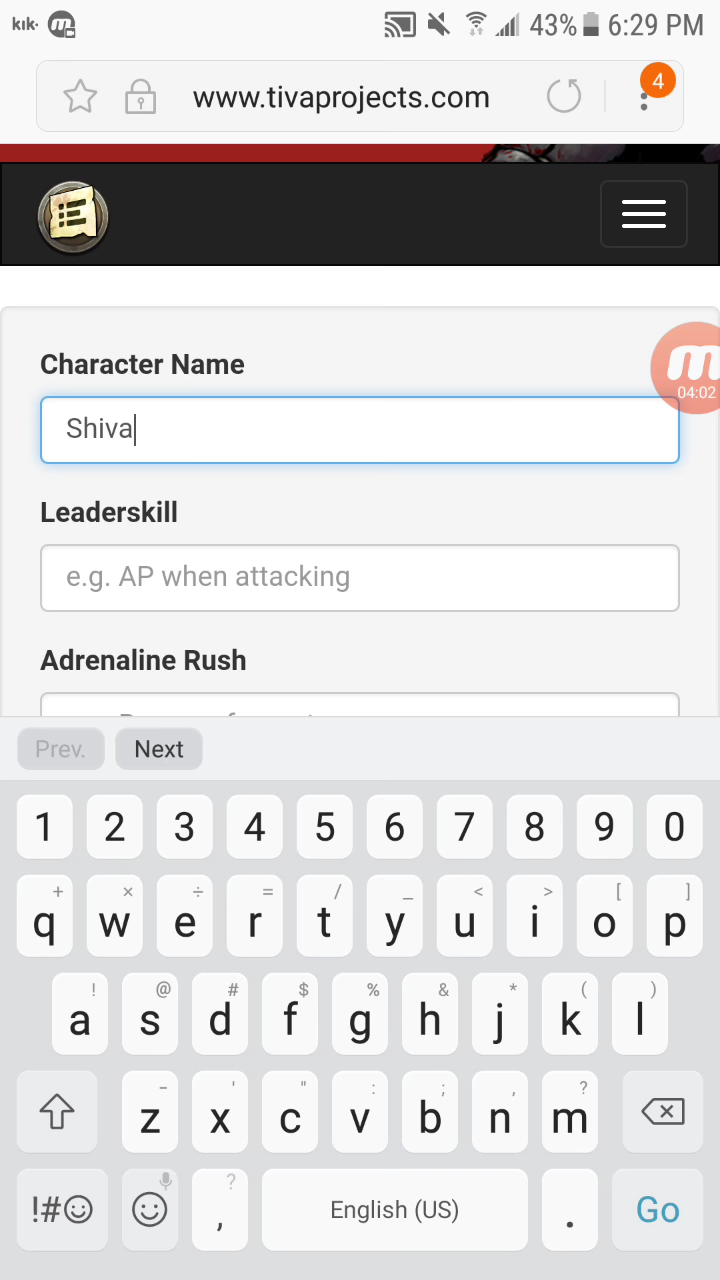 kik·
43% 6:29 PM
www.tivaprojects.com
4
Character Name
04:02
Shiva
Leaderskill
e.g. AP when attacking
Adrenaline Rush
Prev. Next
1 2 3 4 5 6 7 8 9 0
+ × ÷ = / _ < > [ ]
q w e r t y u i o p
! @ # $ % & * ( )
a s d f g h j k l
- ' " : ; , ?
z x c v b n m
!#☺ , ? English (US) . Go